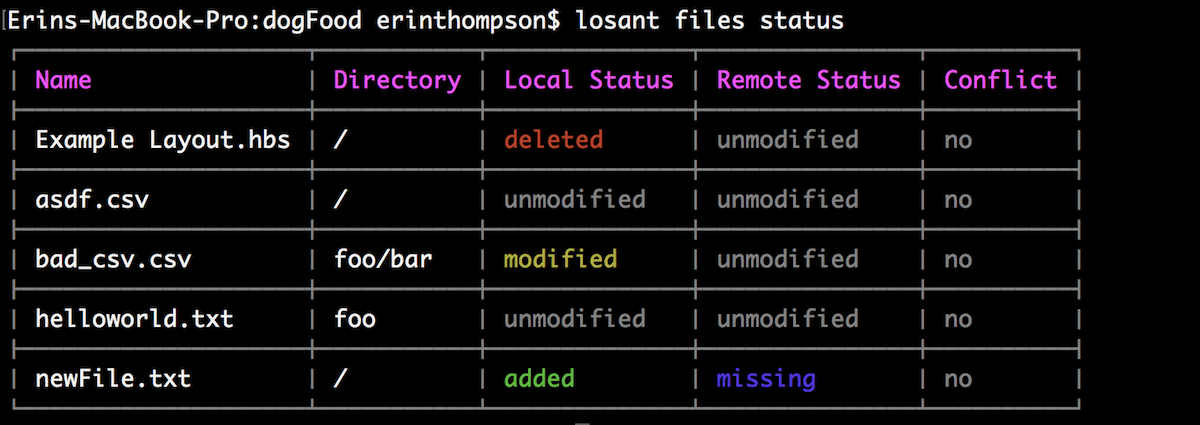 [Erins-MacBook-Pro:dogFood erinthompson$ losant files status
Name Directory Local Status Remote Status Conflict
Example Layout.hbs / deleted unmodified no
asdf.csv / unmodified unmodified no
bad_csv.csv foo/bar modified unmodified no
helloworld.txt foo unmodified unmodified no
newFile.txt / added missing no